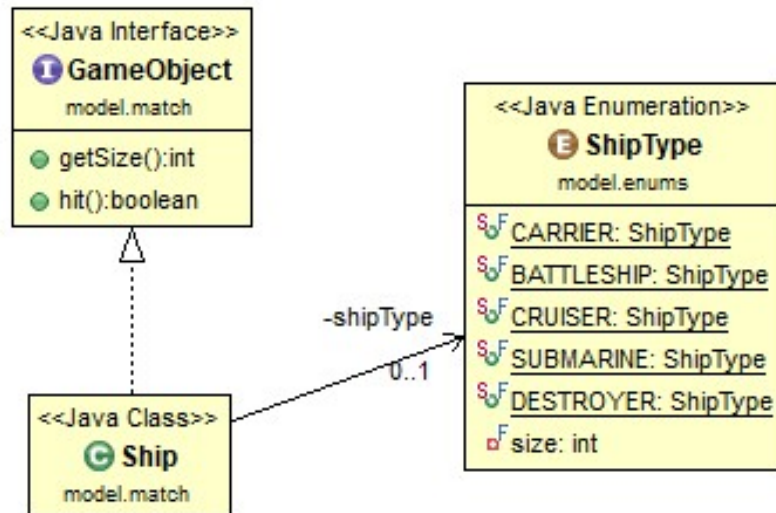 <<Java Interface>>
I GameObject
model.match
getSize():int
hit():boolean
<<Java Enumeration>>
E ShipType
model.enums
S F CARRIER: ShipType
S F BATTLESHIP: ShipType
S F CRUISER: ShipType
S F SUBMARINE: ShipType
S F DESTROYER: ShipType
F size: int
-shipType
0..1
<<Java Class>>
C Ship
model.match